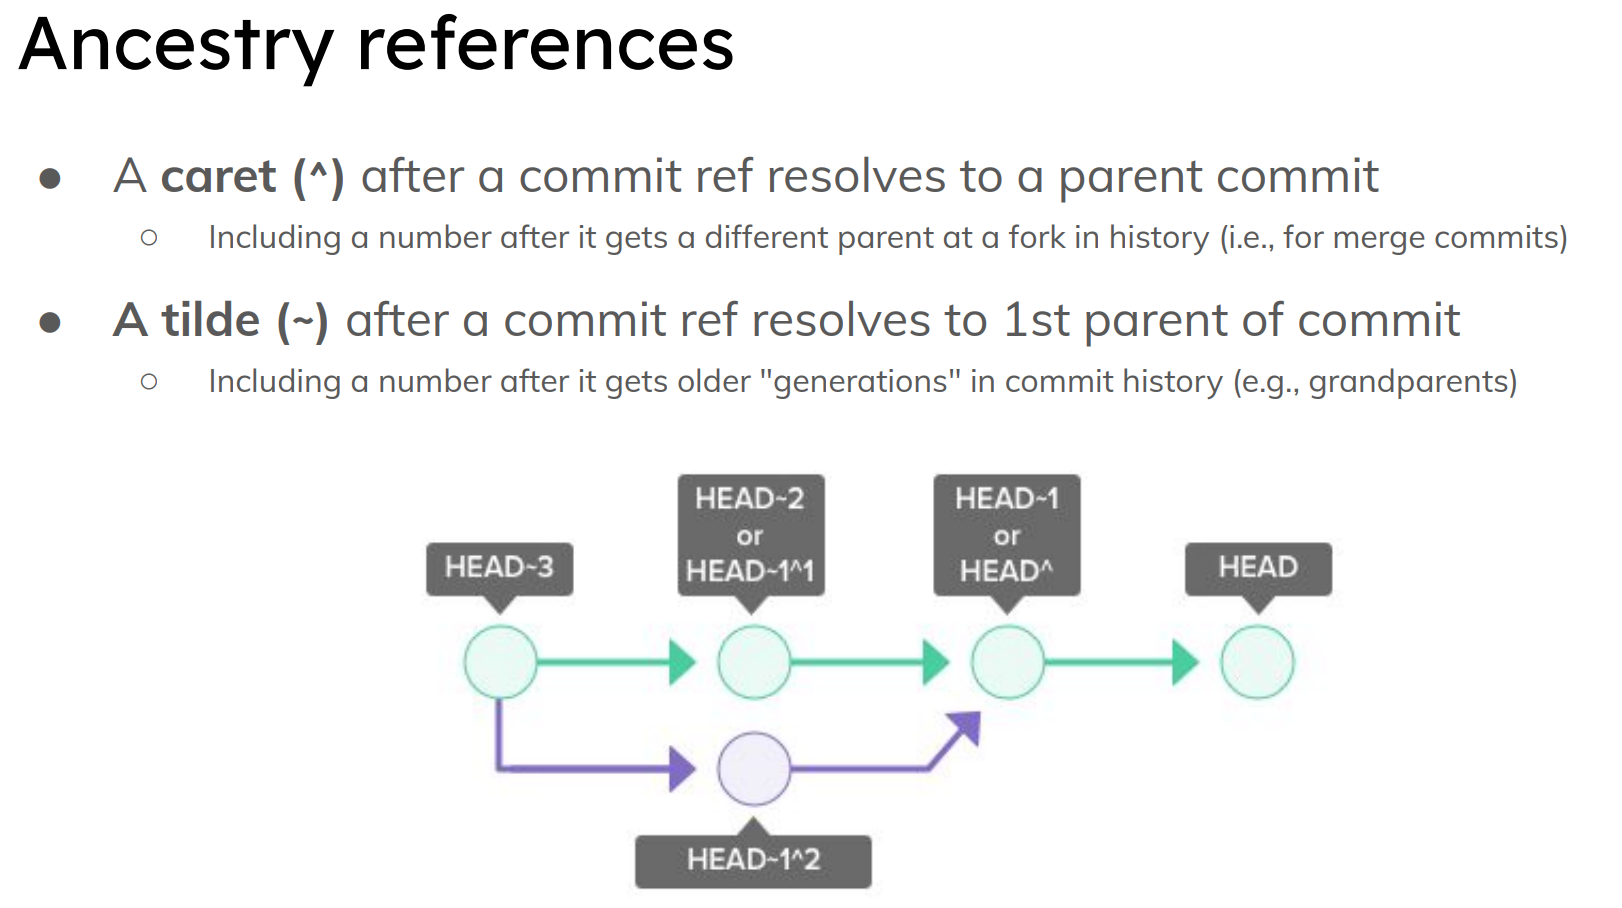 Ancestry references
● A caret (^) after a commit ref resolves to a parent commit
○ Including a number after it gets a different parent at a fork in history (i.e., for merge commits)
● A tilde (~) after a commit ref resolves to 1st parent of commit
○ Including a number after it gets older "generations" in commit history (e.g., grandparents)
HEAD~3
HEAD~2
or
HEAD~1^1
HEAD~1
or
HEAD^
HEAD
HEAD~1^2